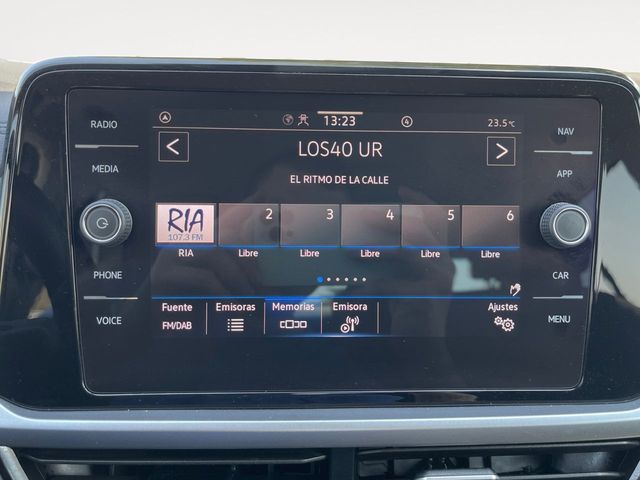 RADIO
MEDIA
PHONE
VOICE
13:23
4
23.5°C
< LOS40 UR >
EL RITMO DE LA CALLE
RIA 2 3 4 5 6
107.3 FM
RIA Libre Libre Libre Libre Libre
Fuente Emisoras Memorias Emisora Ajustes
FM/DAB
NAV
APP
CAR
MENU